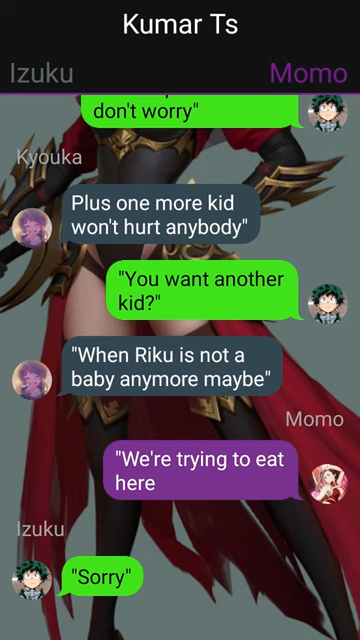 Kumar Ts
Izuku
Momo
don't worry"
Kyouka
Plus one more kid
won't hurt anybody"
"You want another
kid?"
"When Riku is not a
baby anymore maybe"
Momo
"We're trying to eat
here
Izuku
"Sorry"